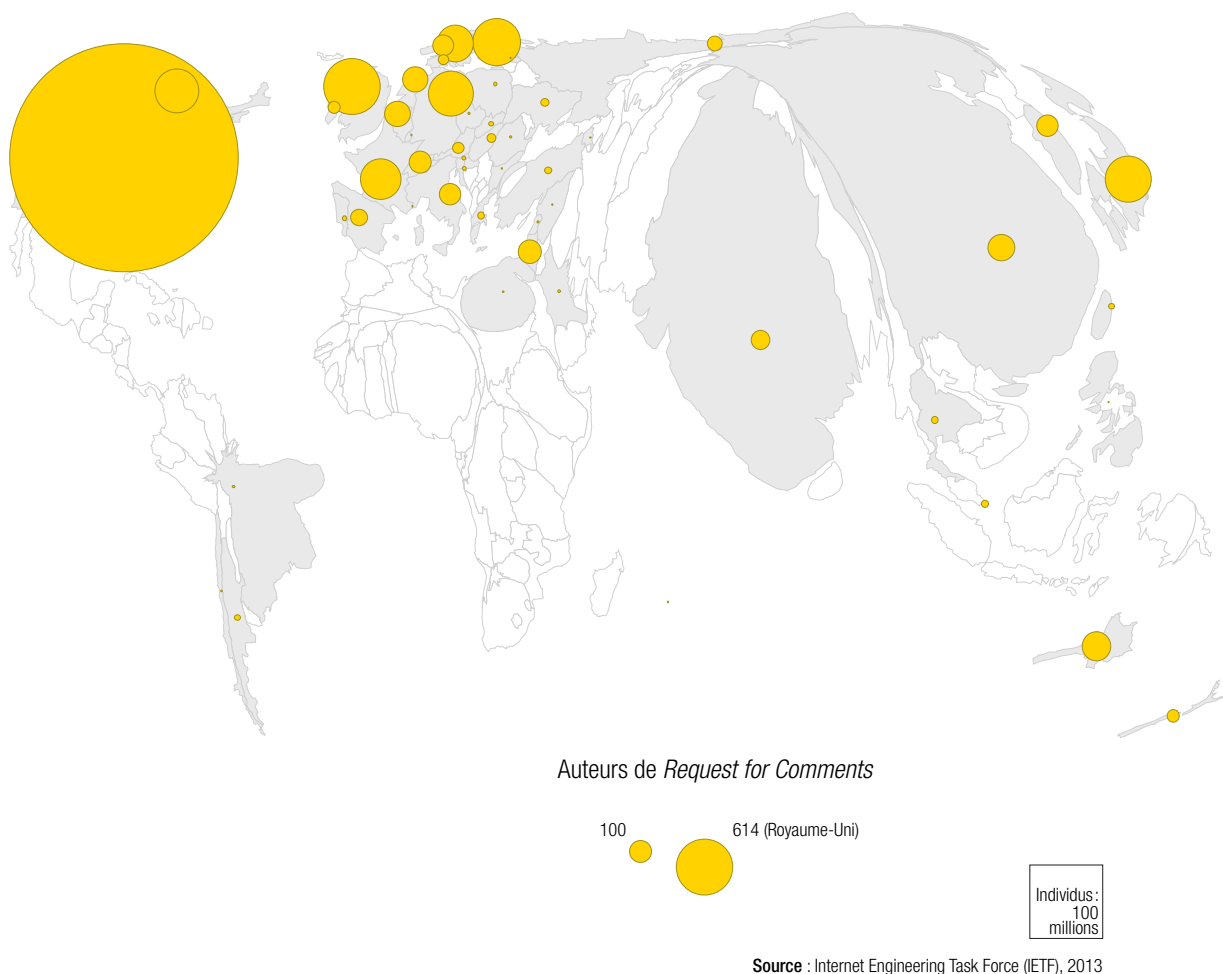 Auteurs de Request for Comments
100
614 (Royaume-Uni)
Individus :
100
millions
Source : Internet Engineering Task Force (IETF), 2013